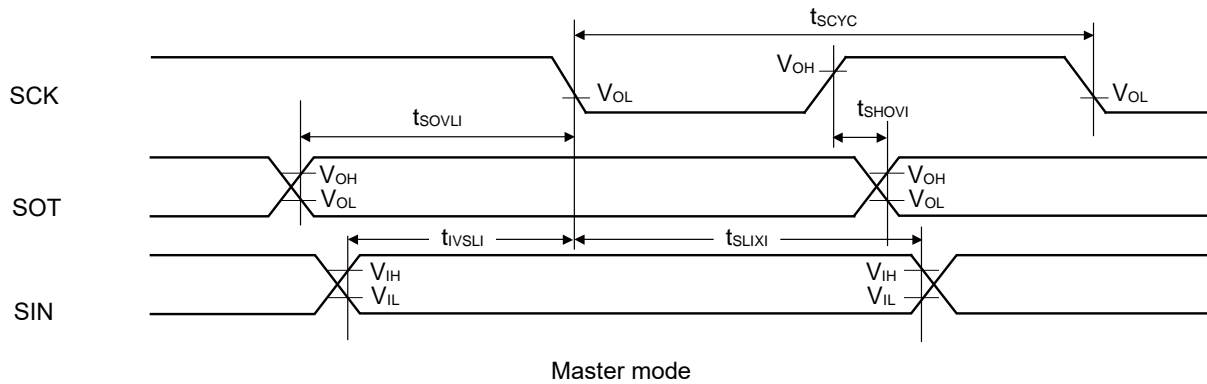 tSCYC
SCK
VOH
VOL
VOL
tSOVLI
tSHOVI
SOT
VOH
VOL
VOH
VOL
tIVSLI
tSLIXI
SIN
VIH
VIL
VIH
VIL
Master mode